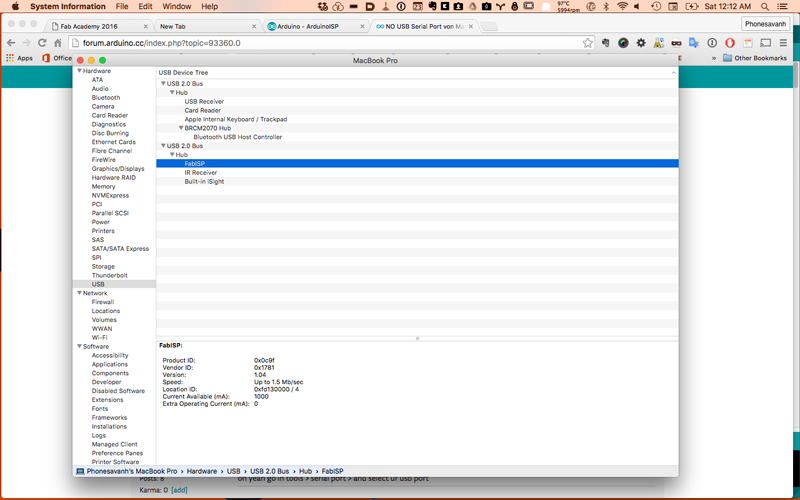 System Information File Edit Window Help
97°C
5994rpm
Sat 12:12 AM
Fab Academy 2016
New Tab
Arduino - ArduinoISP
NO USB Serial Port von Ma
Phonesavanh
forum.arduino.cc/index.php?topic=93360.0
Apps
Office
»
Other Bookmarks
MacBook Pro
Hardware
ATA
Audio
Bluetooth
Camera
Card Reader
Diagnostics
Disc Burning
Ethernet Cards
Fibre Channel
FireWire
Graphics/Displays
Hardware RAID
Memory
NVMExpress
PCI
Parallel SCSI
Power
Printers
SAS
SATA/SATA Express
SPI
Storage
Thunderbolt
USB
Network
Firewall
Locations
Volumes
WWAN
Wi-Fi
Software
Accessibility
Applications
Components
Developer
Disabled Software
Extensions
Fonts
Frameworks
Installations
Logs
Managed Client
Preference Panes
Printer Software
USB Device Tree
USB 2.0 Bus
Hub
USB Receiver
Card Reader
Apple Internal Keyboard / Trackpad
BRCM2070 Hub
Bluetooth USB Host Controller
USB 2.0 Bus
Hub
FabISP
IR Receiver
Built-in iSight
FabISP:
Product ID: 0x0c9f
Vendor ID: 0x1781
Version: 1.04
Speed: Up to 1.5 Mb/sec
Location ID: 0xfd130000 / 4
Current Available (mA): 1000
Extra Operating Current (mA): 0
Phonesavanh's MacBook Pro › Hardware › USB › USB 2.0 Bus › Hub › FabISP
Posts: 8
oh yeah go in tools > serial port > and select ur usb port
Karma: 0 [add]